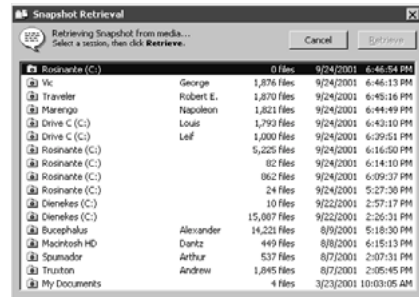 Snapshot Retrieval
Retrieving Snapshot from media...
Select a session, then click Retrieve.
Cancel
Retrieve
Rosinante (C:) 0 files 9/24/2001 6:46:54 PM
Vic George 1,876 files 9/24/2001 6:46:13 PM
Traveler Robert E. 1,870 files 9/24/2001 6:45:16 PM
Marengo Napoleon 1,821 files 9/24/2001 6:44:49 PM
Drive C (C:) Louis 1,793 files 9/24/2001 6:43:10 PM
Drive C (C:) Leif 1,000 files 9/24/2001 6:39:51 PM
Rosinante (C:) 5,225 files 9/24/2001 6:16:50 PM
Rosinante (C:) 82 files 9/24/2001 6:14:10 PM
Rosinante (C:) 862 files 9/24/2001 6:09:37 PM
Rosinante (C:) 24 files 9/24/2001 5:27:38 PM
Dienekes (C:) 10 files 9/22/2001 2:57:17 PM
Dienekes (C:) 15,887 files 9/22/2001 2:26:31 PM
Bucephalus Alexander 14,221 files 8/9/2001 5:18:30 PM
Macintosh HD Dantz 449 files 8/8/2001 6:15:13 PM
Spumador Arthur 537 files 8/7/2001 2:07:31 PM
Truxton Andrew 1,845 files 8/7/2001 2:05:45 PM
My Documents 4 files 3/23/2001 10:03:05 AM